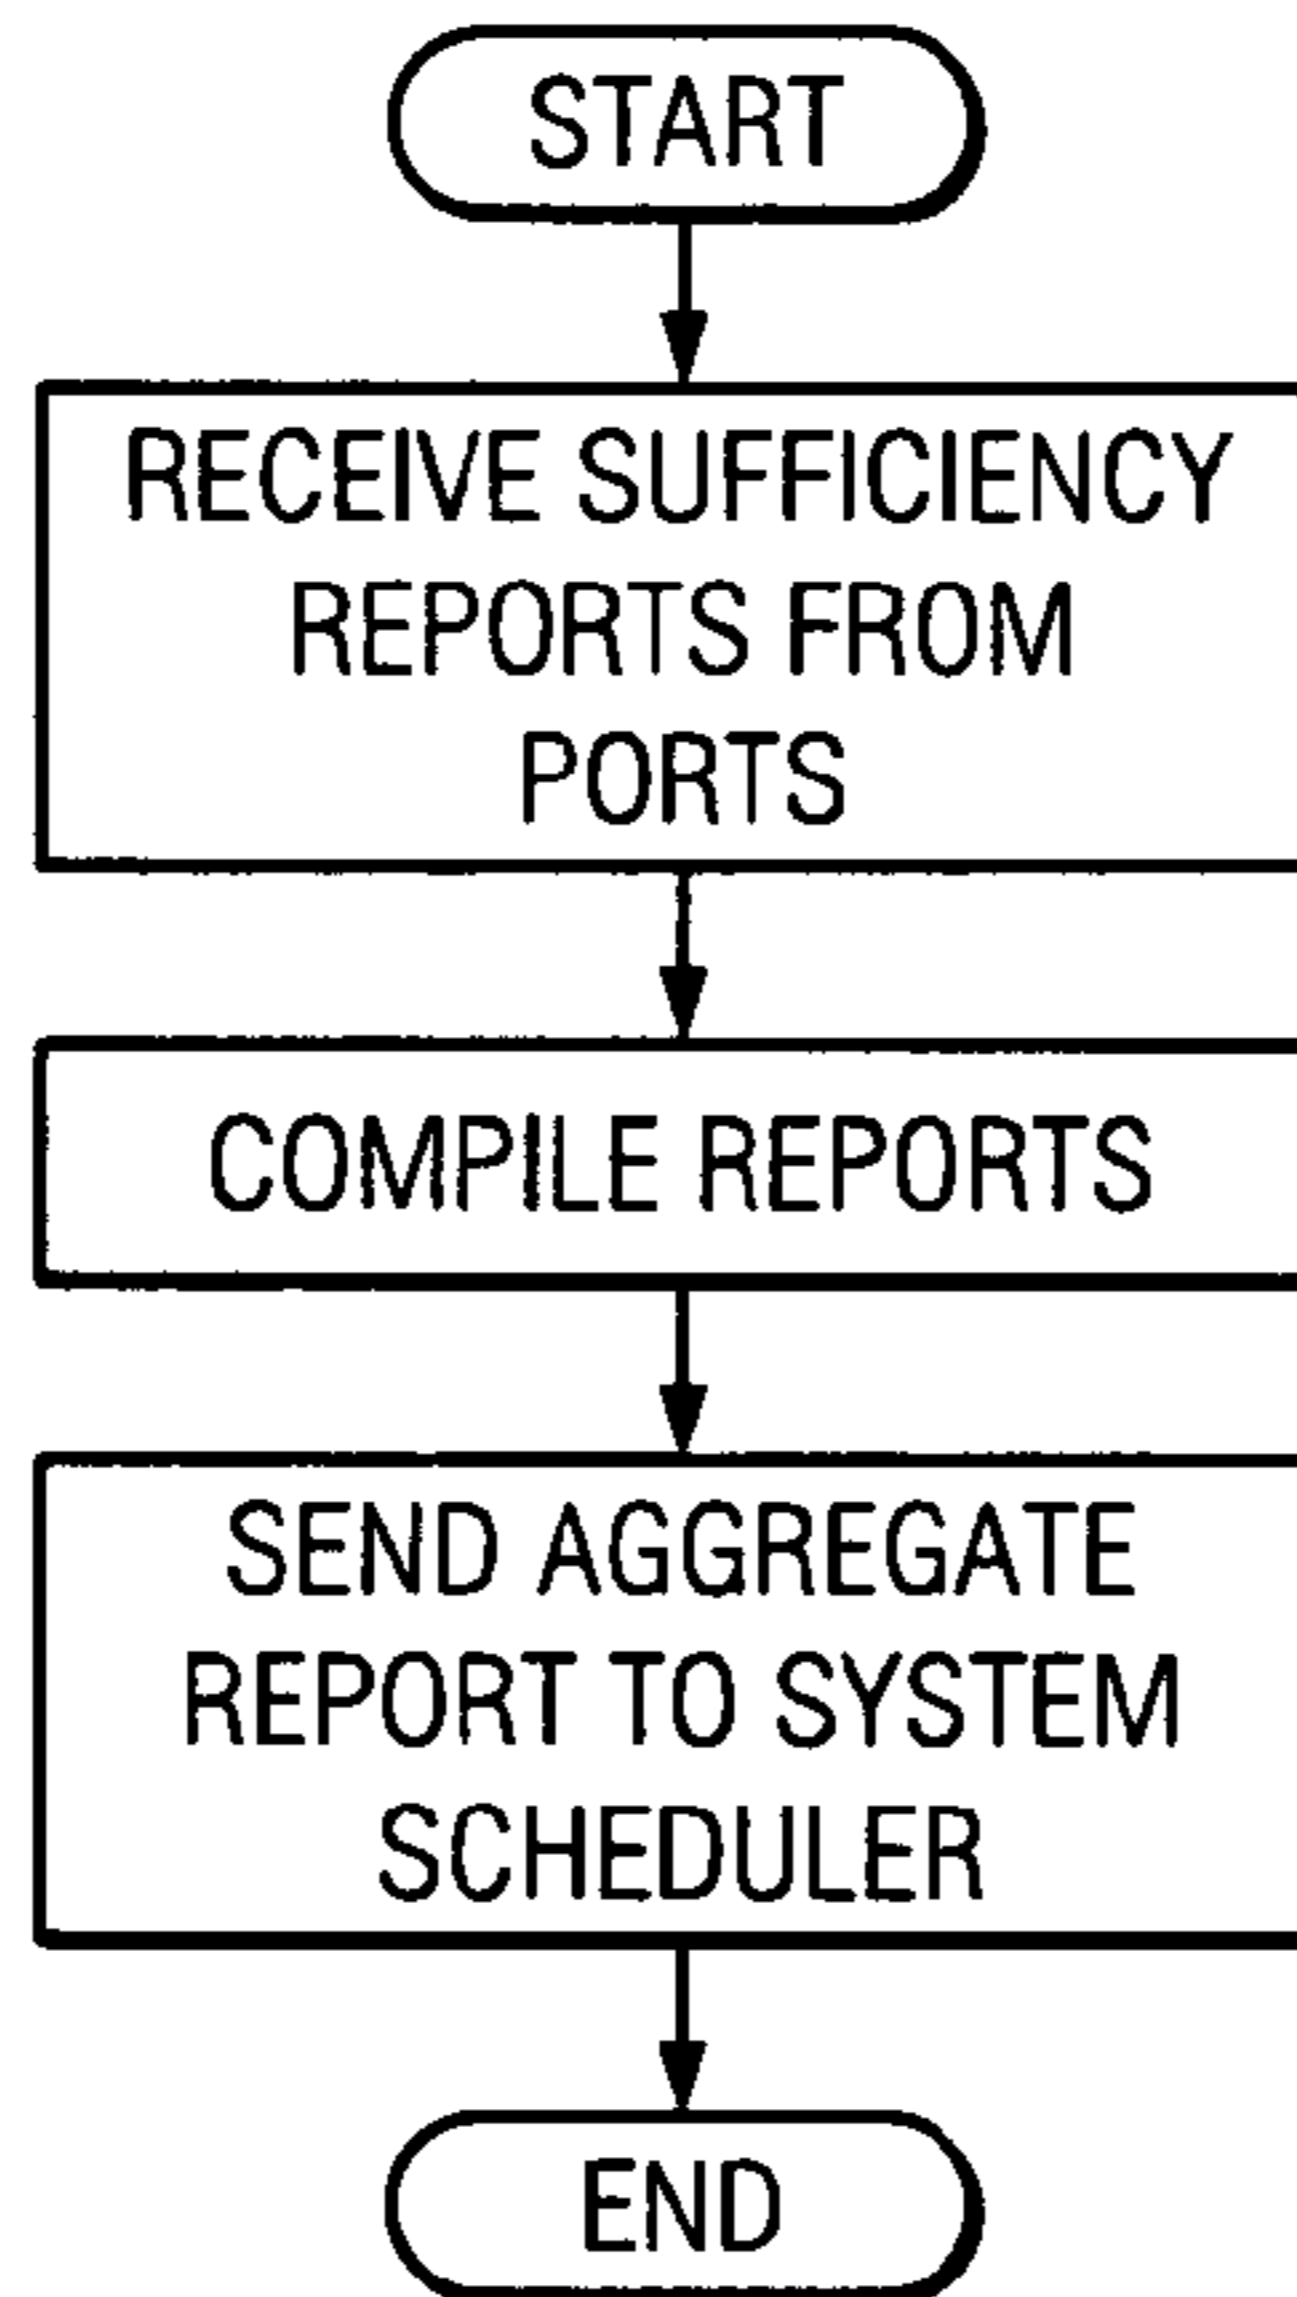 START
RECEIVE SUFFICIENCY
REPORTS FROM
PORTS
COMPILE REPORTS
SEND AGGREGATE
REPORT TO SYSTEM
SCHEDULER
END